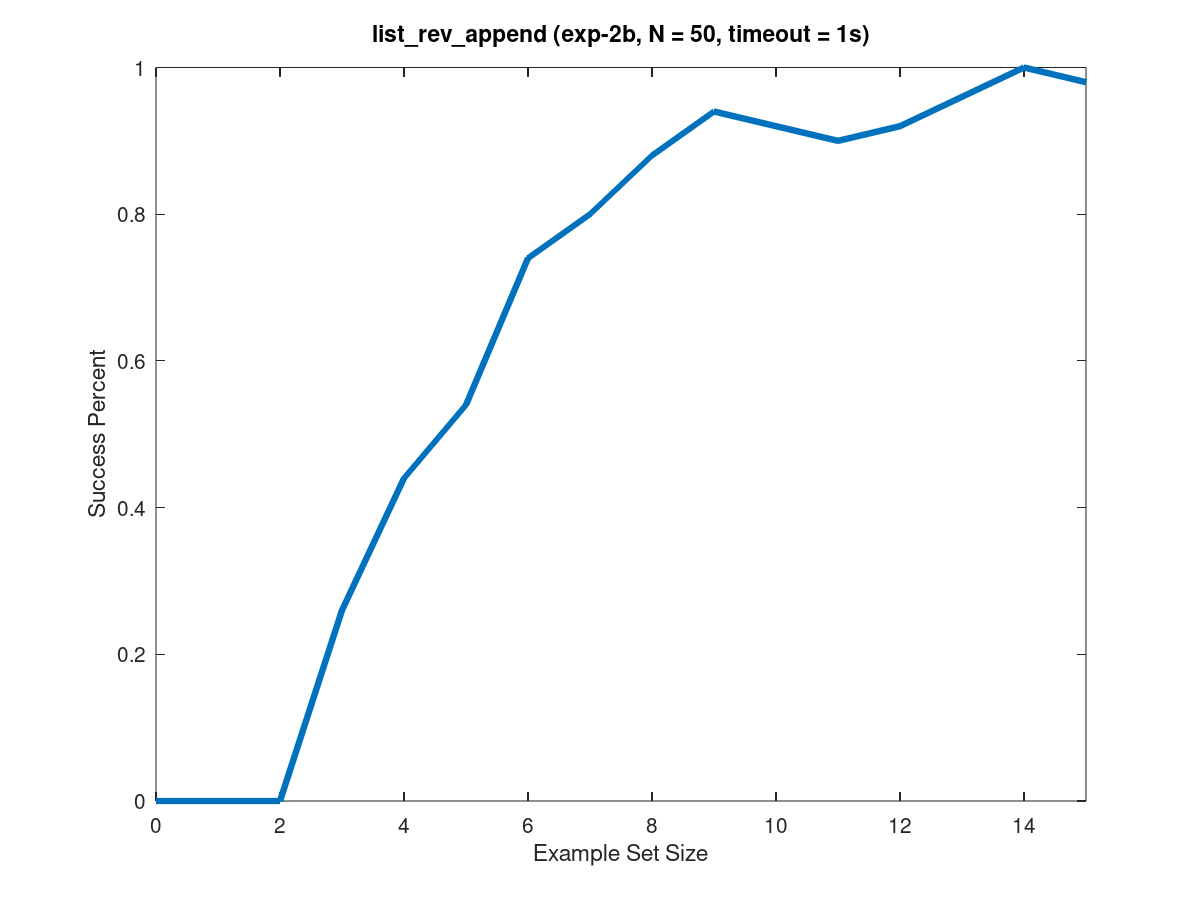 list_rev_append (exp-2b, N = 50, timeout = 1s)
1
0.8
0.6
0.4
0.2
0
Success Percent
0 2 4 6 8 10 12 14
Example Set Size